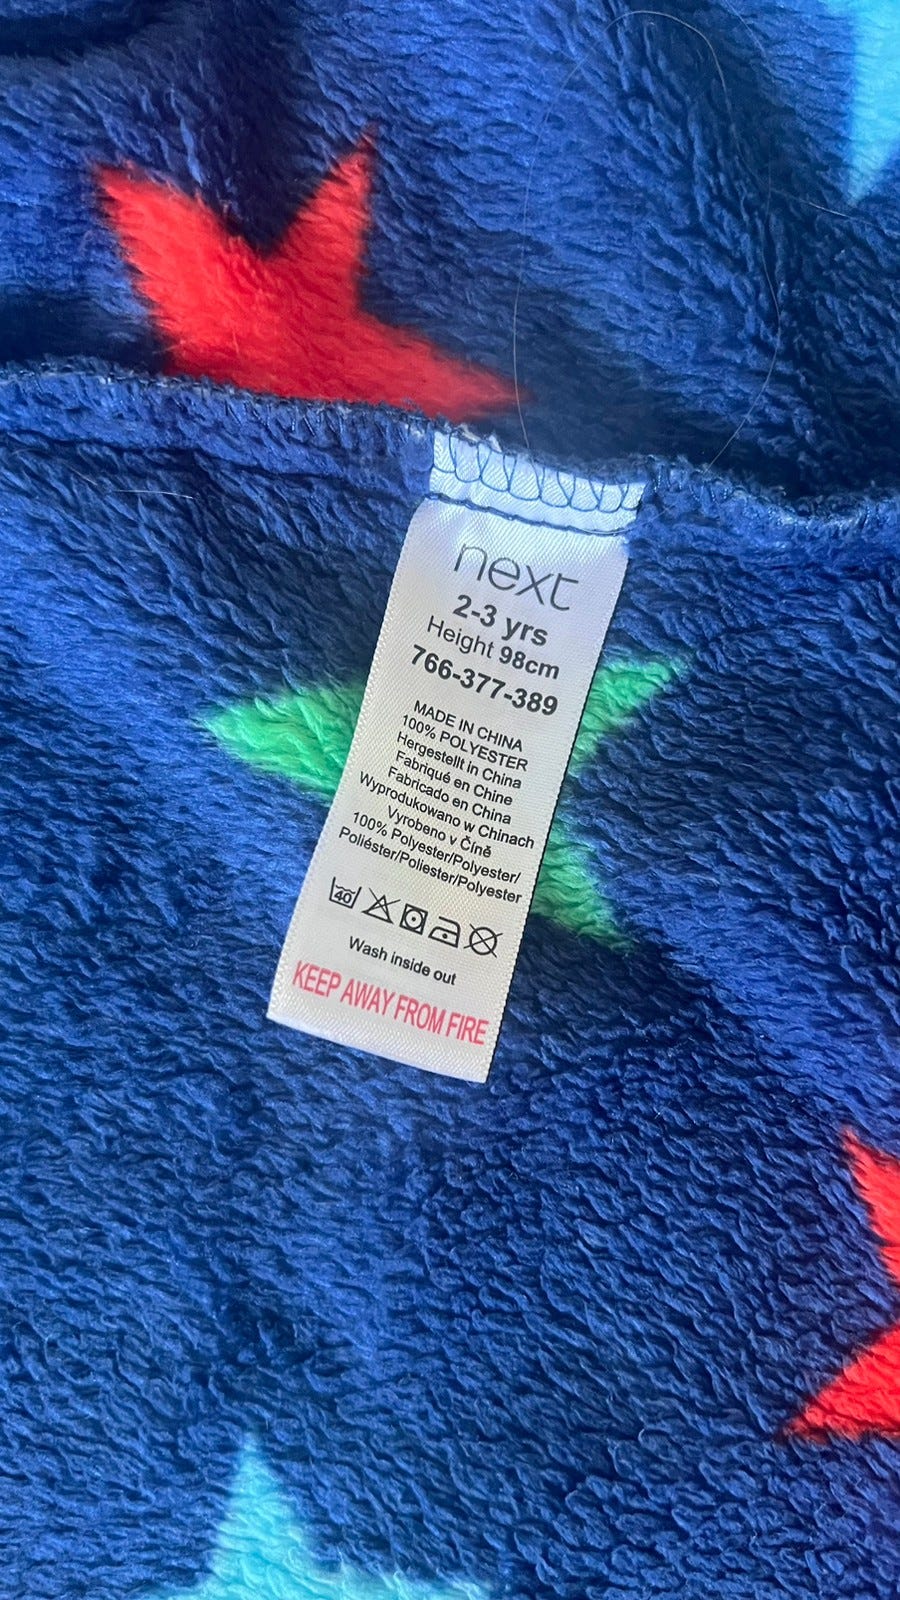 next
2-3 yrs
Height 98cm
766-377-389
MADE IN CHINA
100% POLYESTER
Hergestellt in China
Fabriqué en Chine
Fabricado en China
Wyprodukowano w Chinach
Vyrobeno v Číně
100% Polyester/Polyester/
Poliéster/Poliester/Polyester
40
Wash inside out
KEEP AWAY FROM FIRE